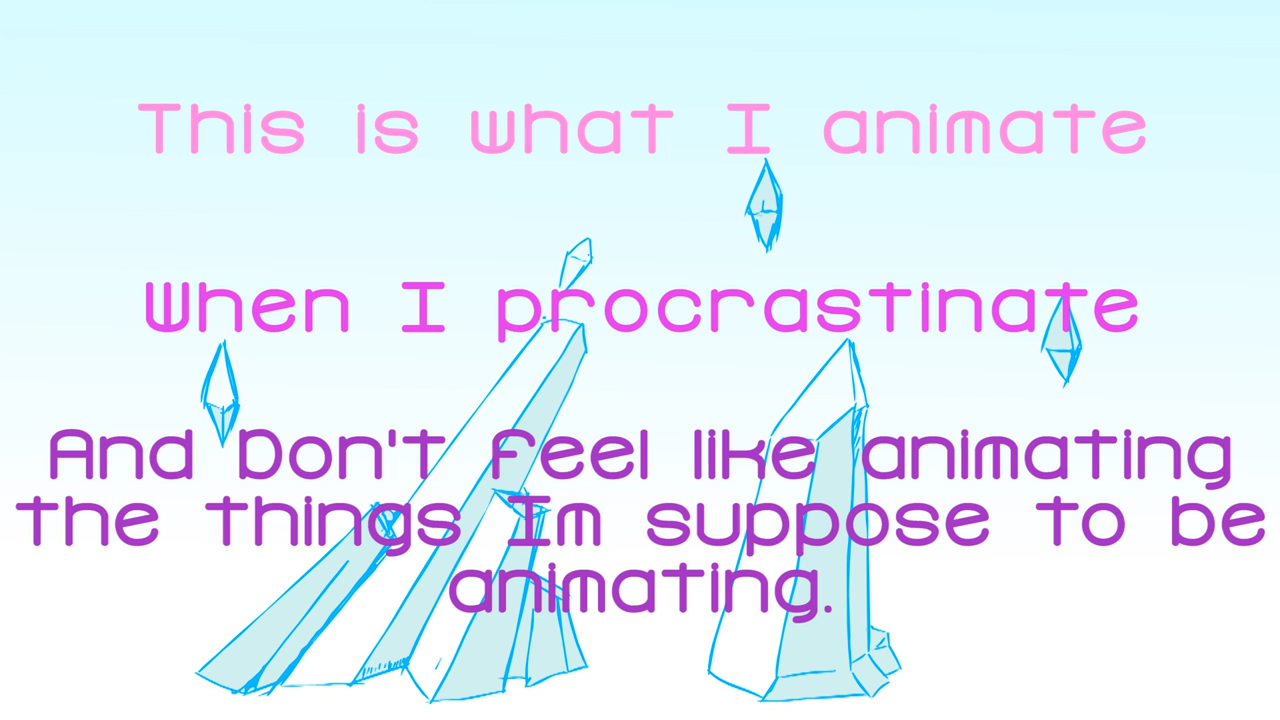 This is what I animate
When I procrastinate
And Don't feel like animating
the things Im suppose to be
animating.